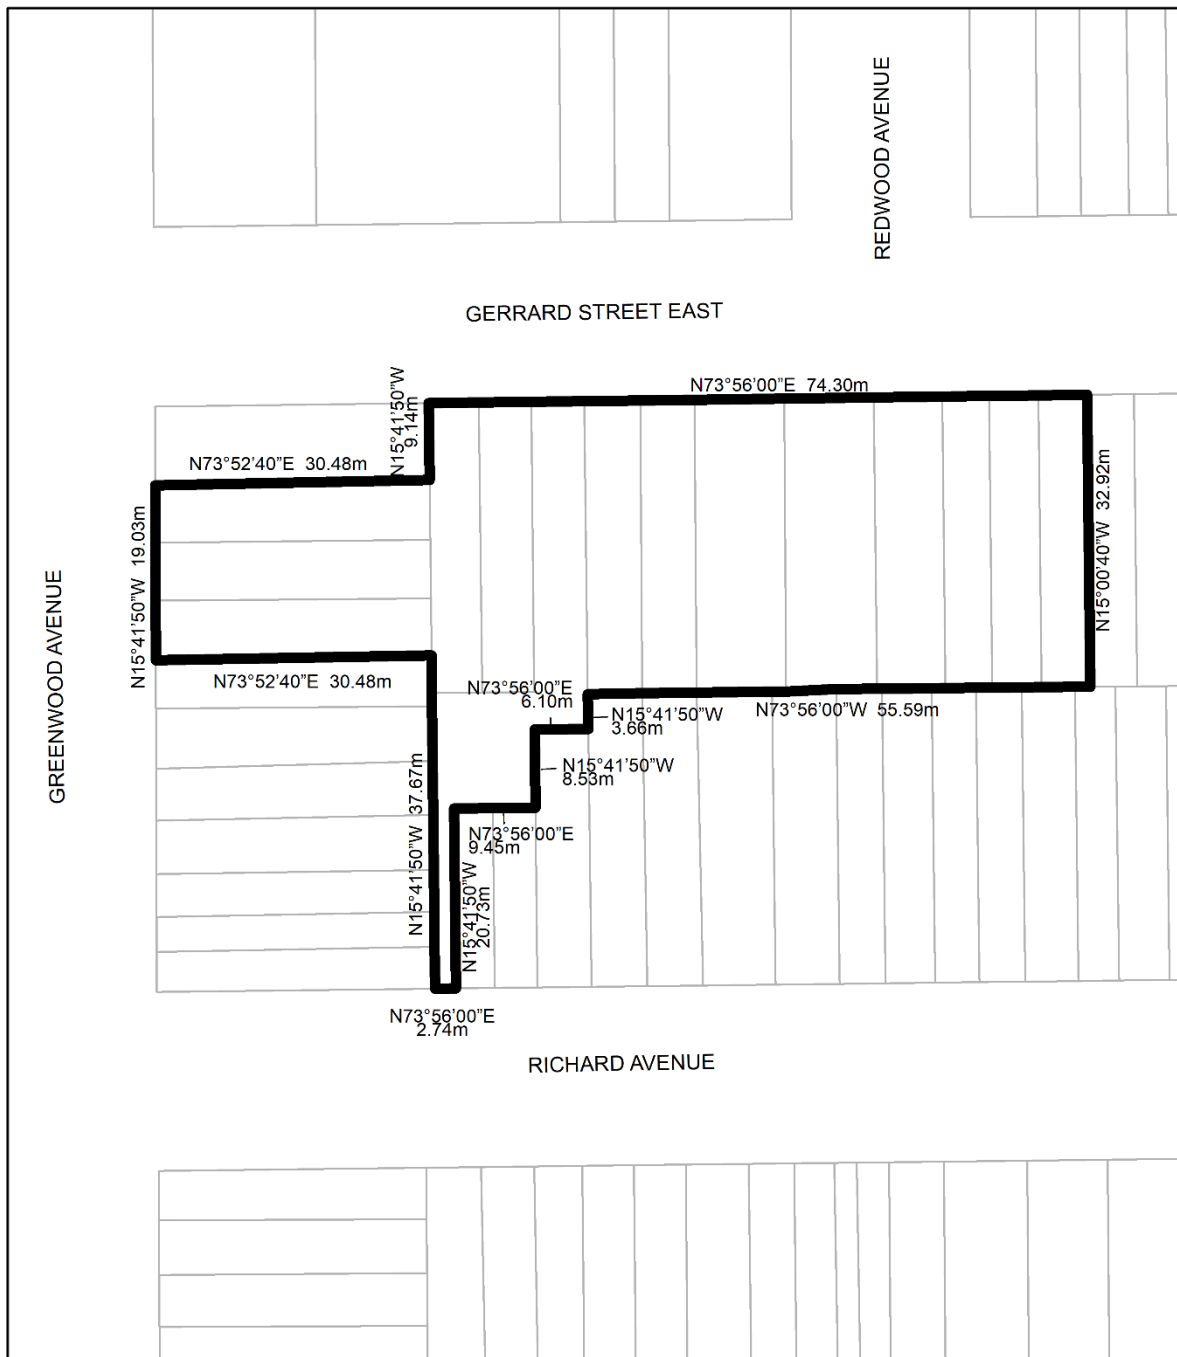 REDWOOD AVENUE
GERRARD STREET EAST
N73°56'00"E 74.30m
N15°41'50"W
9.14m
N73°52'40"E 30.48m
N15°41'50"W 19.03m
GREENWOOD AVENUE
N15°00'40"W 32.92m
N73°52'40"E 30.48m
N73°56'00"E
6.10m
N15°41'50"W
3.66m
N73°56'00"W 55.59m
N15°41'50"W
8.53m
N15°41'50"W 37.67m
N73°56'00"E
9.45m
N15°41'50"W
20.73m
N73°56'00"E
2.74m
RICHARD AVENUE